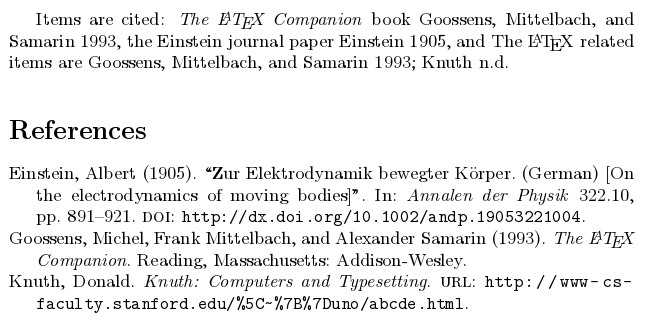 Items are cited: The LATEX Companion book Goossens, Mittelbach, and
Samarin 1993, the Einstein journal paper Einstein 1905, and The LATEX related
items are Goossens, Mittelbach, and Samarin 1993; Knuth n.d.
References
Einstein, Albert (1905). “Zur Elektrodynamik bewegter Körper. (German) [On
the electrodynamics of moving bodies]”. In: Annalen der Physik 322.10,
pp. 891–921. DOI: http://dx.doi.org/10.1002/andp.19053221004.
Goossens, Michel, Frank Mittelbach, and Alexander Samarin (1993). The LATEX
Companion. Reading, Massachusetts: Addison-Wesley.
Knuth, Donald. Knuth: Computers and Typesetting. URL: http://www-cs-
faculty.stanford.edu/%5C~%7B%7Duno/abcde.html.